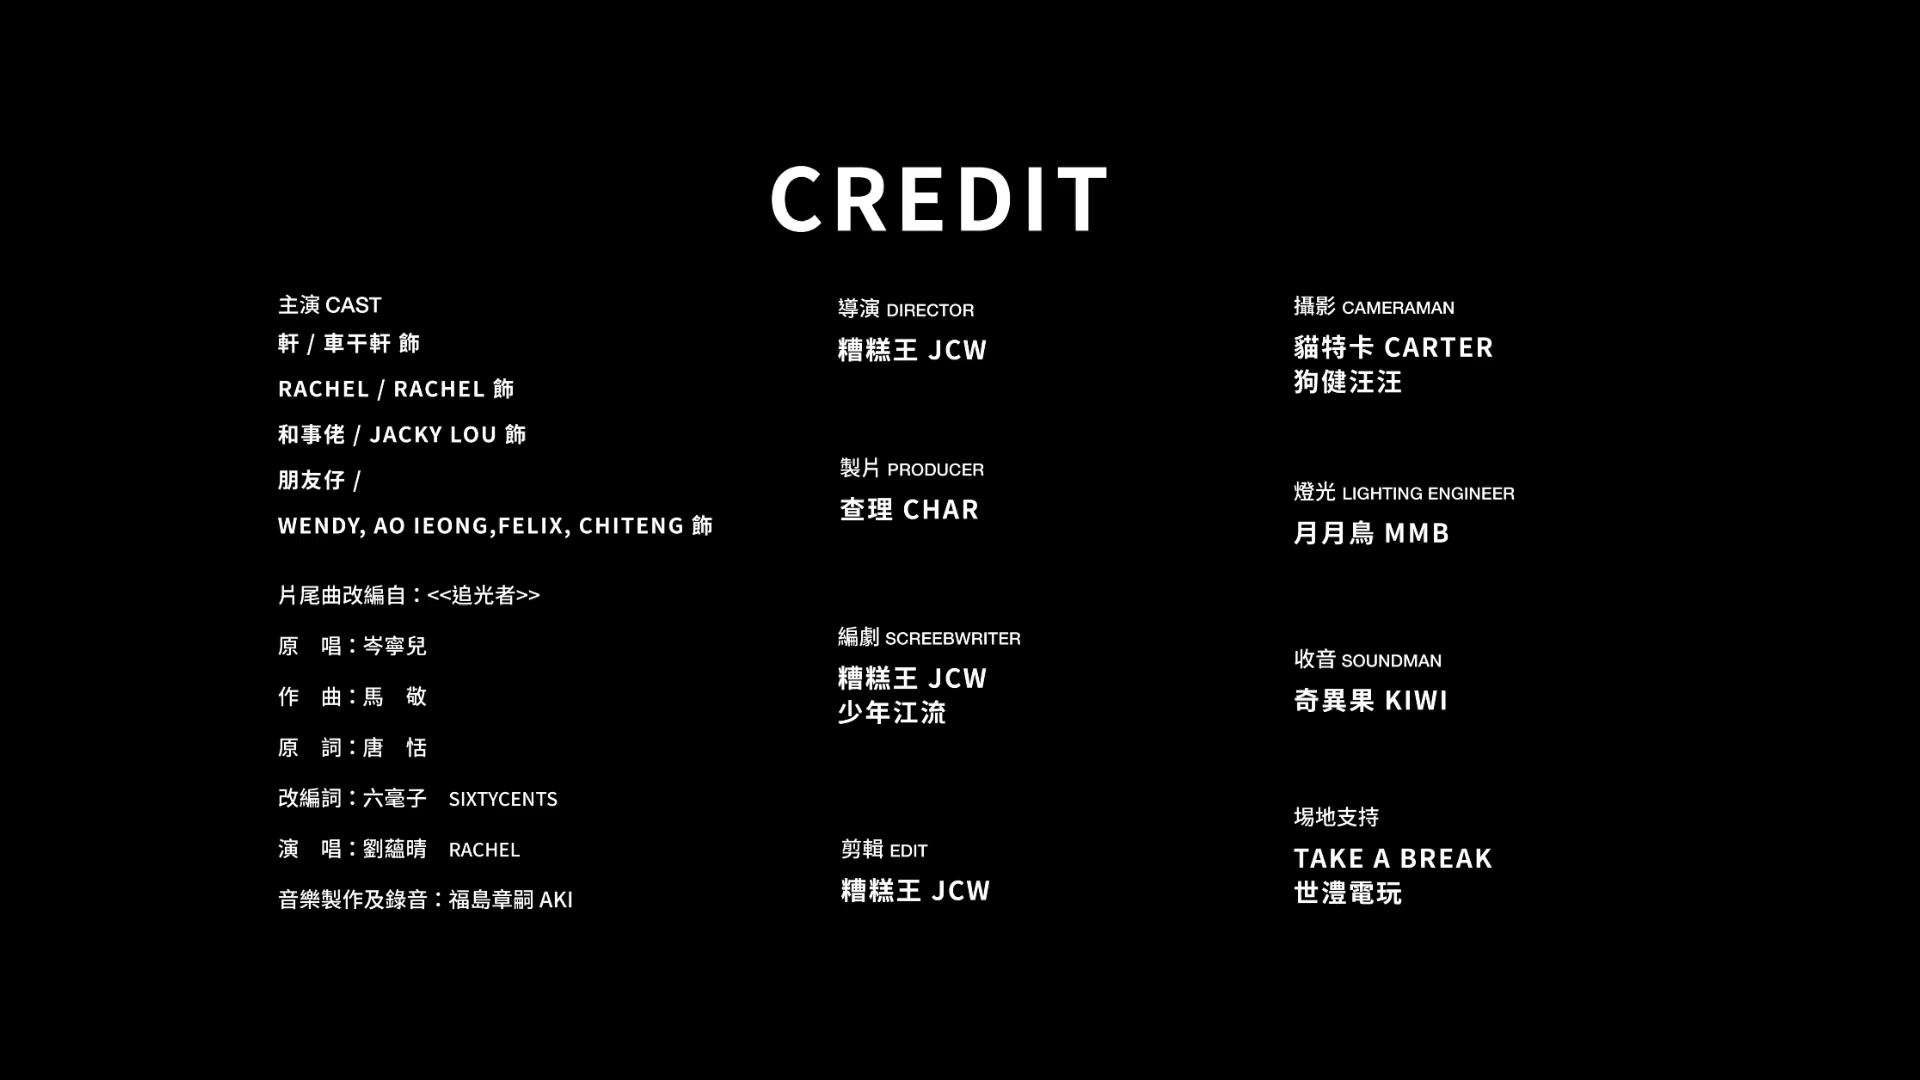 CREDIT
主演 CAST
軒 / 車干軒 飾
RACHEL / RACHEL 飾
和事佬 / JACKY LOU 飾
朋友仔 /
WENDY, AO IEONG,FELIX, CHITENG 飾
片尾曲改編自：<<追光者>>
原　唱：岑寧兒
作　曲：馬　敬
原　詞：唐　恬
改編詞：六毫子　SIXTYCENTS
演　唱：劉蘊晴　RACHEL
音樂製作及錄音：福島章嗣 AKI
導演 DIRECTOR
糟糕王 JCW
製片 PRODUCER
查理 CHAR
編劇 SCREEBWRITER
糟糕王 JCW
少年江流
剪輯 EDIT
糟糕王 JCW
攝影 CAMERAMAN
貓特卡 CARTER
狗健汪汪
燈光 LIGHTING ENGINEER
月月鳥 MMB
收音 SOUNDMAN
奇異果 KIWI
場地支持
TAKE A BREAK
世澧電玩